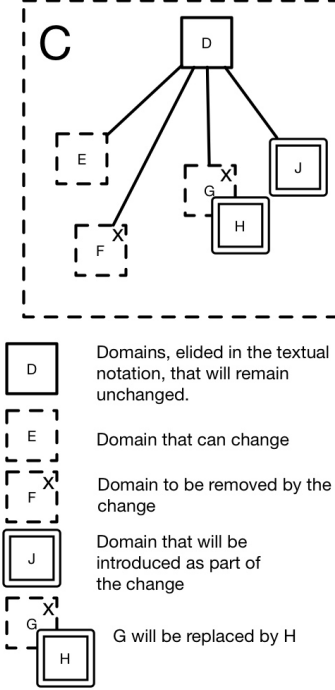 C
D
E
X
G
J
X
F
H
D
Domains, elided in the textual
notation, that will remain
unchanged.
E
Domain that can change
X
F
Domain to be removed by the
change
J
Domain that will be
introduced as part of
the change
X
G
H
G will be replaced by H